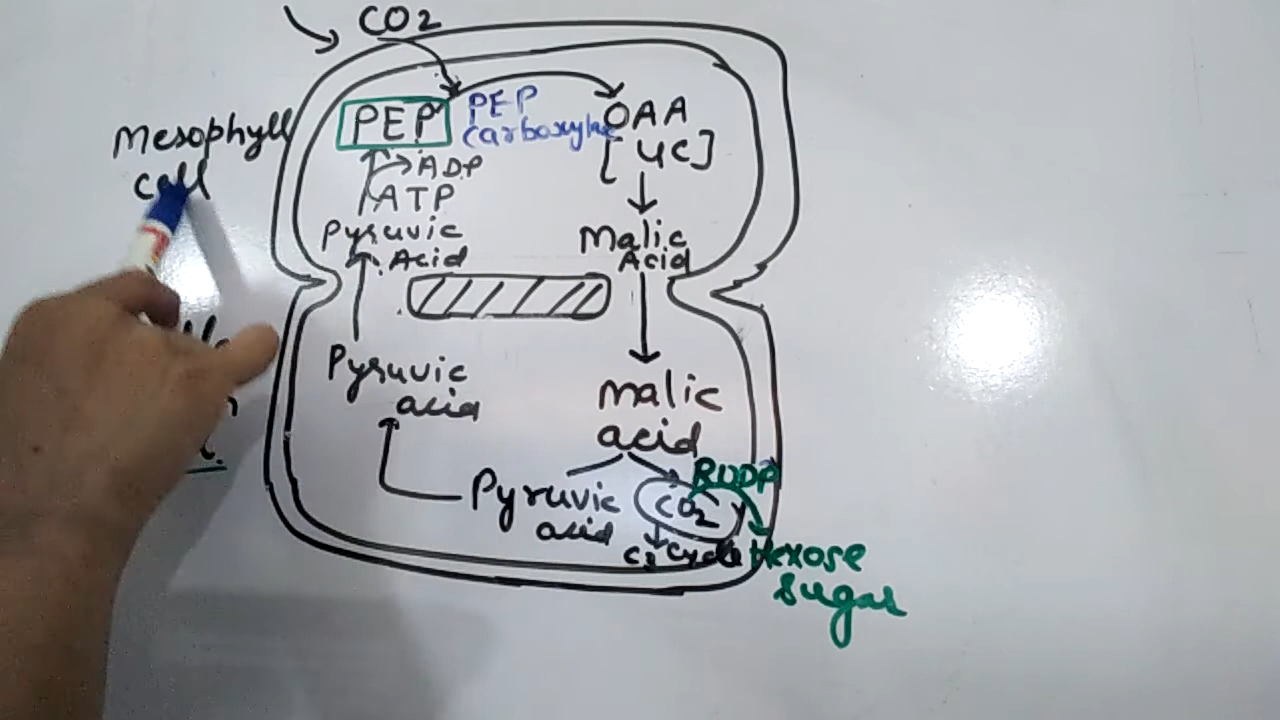 CO2
PEP
PEP
carboxylase
OAA
[4C]
Mesophyll
cell
ADP
ATP
Pyruvic
Acid
Malic
Acid
Pyruvic
acid
Malic
acid
RUDP
Pyruvic
acid
CO2
C3 Cycle
Hexose
Sugar